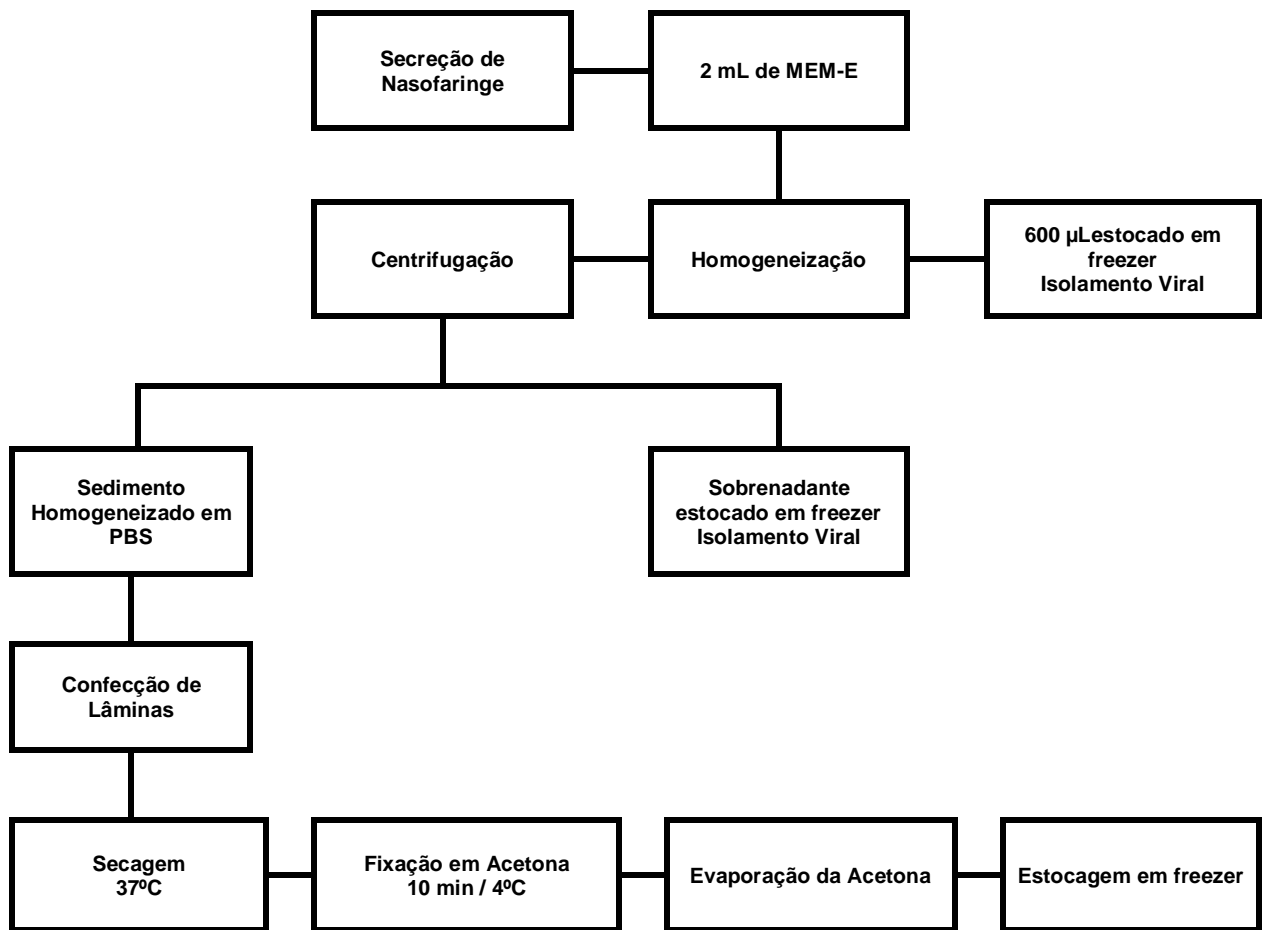 Secreção de
Nasofaringe
2 mL de MEM-E
Centrifugação
Homogeneização
600 µLestocado em
freezer
Isolamento Viral
Sedimento
Homogeneizado em
PBS
Sobrenadante
estocado em freezer
Isolamento Viral
Confecção de
Lâminas
Secagem
37ºC
Fixação em Acetona
10 min / 4ºC
Evaporação da Acetona
Estocagem em freezer